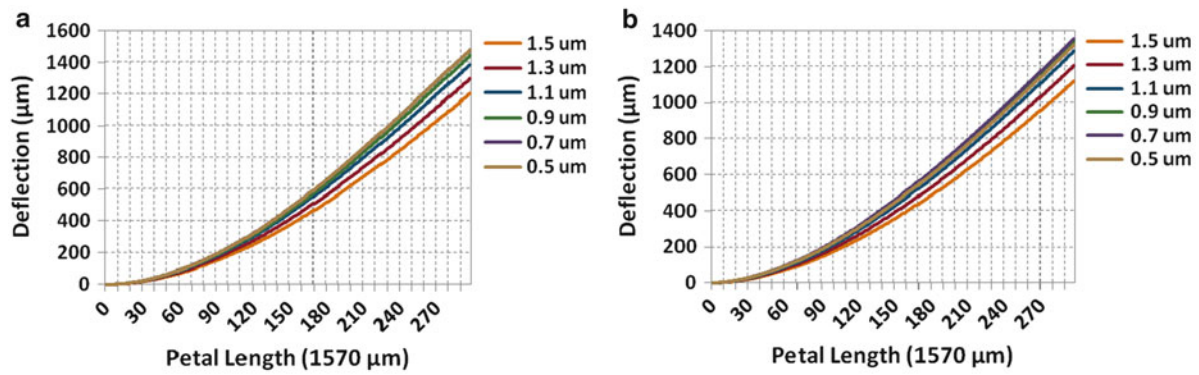 a
Deflection (µm)
1600
1400
1200
1000
800
600
400
200
0
0 30 60 90 120 150 180 210 240 270
Petal Length (1570 µm)
1.5 um
1.3 um
1.1 um
0.9 um
0.7 um
0.5 um
b
Deflection (µm)
1400
1200
1000
800
600
400
200
0
0 30 60 90 120 150 180 210 240 270
Petal Length (1570 µm)
1.5 um
1.3 um
1.1 um
0.9 um
0.7 um
0.5 um